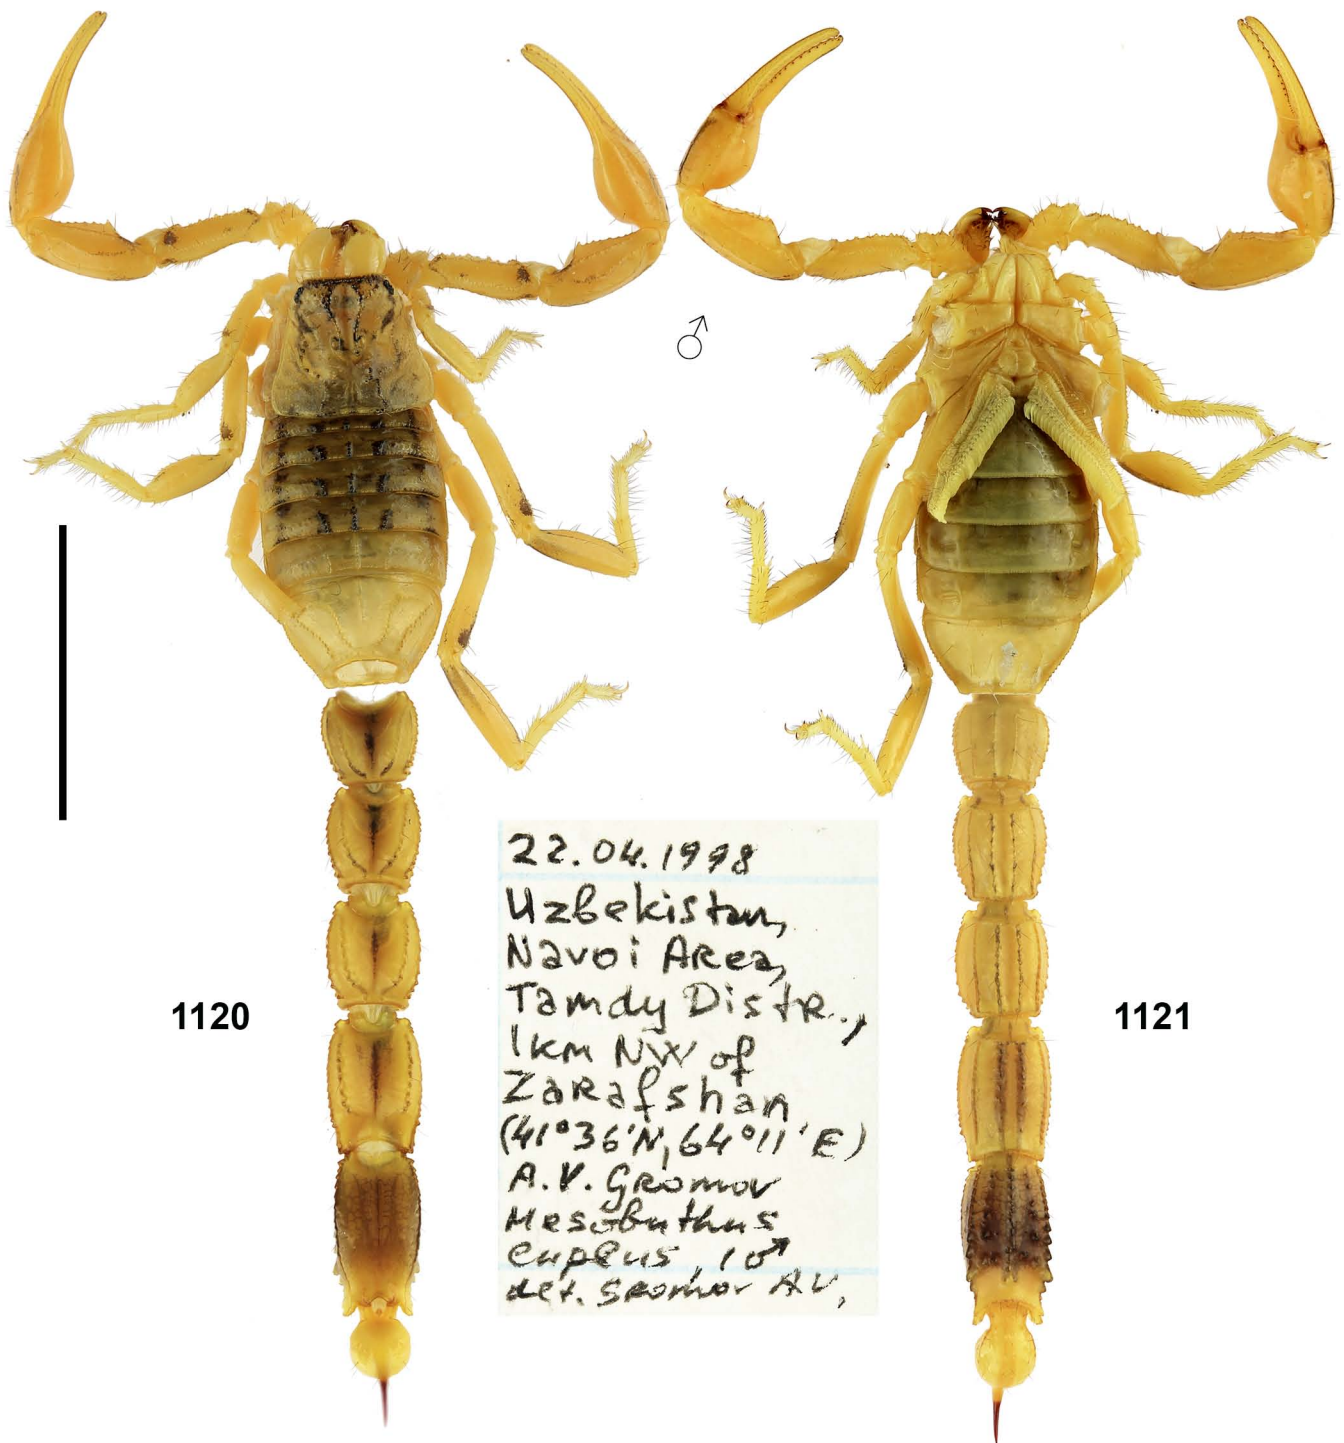 ♂
22.04.1998
Uzbekistan,
Navoi Area,
Tamdy Distr.,
1km NW of
Zarafshan
(41°36'N, 64°11'E)
A.V. Gromov
Mesobuthus
eupeus, 1♂
det. Gromov A.V.
1120
1121